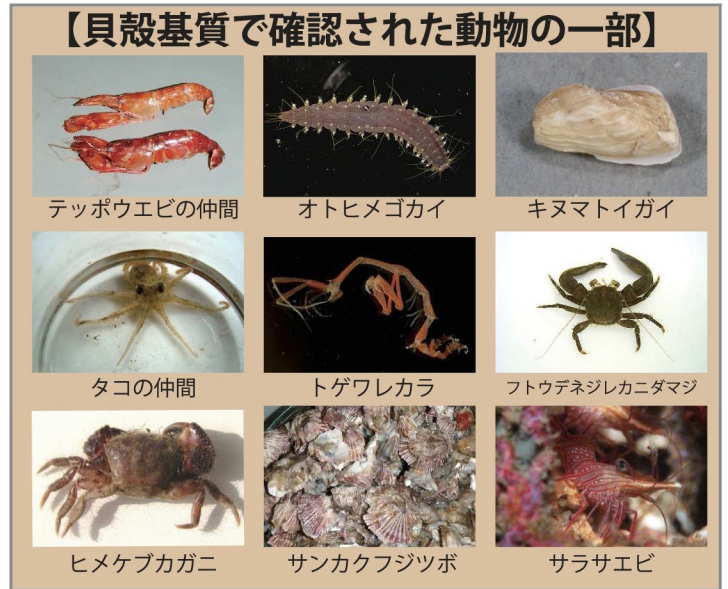 【貝殻基質で確認された動物の一部】
テッポウエビの仲間
オトヒメゴカイ
キヌマトイガイ
タコの仲間
トゲワレカラ
フトウデネジレカニダマシ
ヒメケブカガニ
サンカクフジツボ
サラサエビ